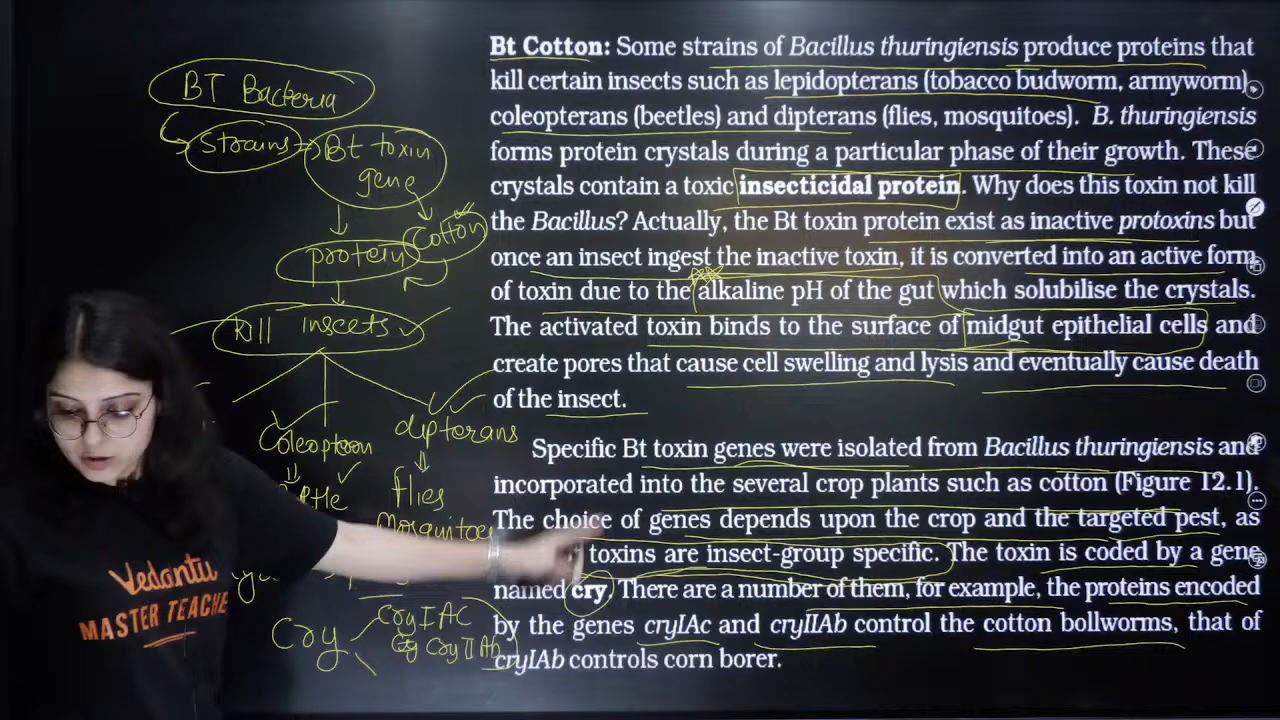 BT Bacteria
Strains
Bt toxin
gene
Cotton
protein
kill insects
Coleopteran
dipterans
flies
Mosquitoes
Cry
Cry I AC
Cry II Ab
Vedantu
MASTER TEACHE
Bt Cotton: Some strains of Bacillus thuringiensis produce proteins that
kill certain insects such as lepidopterans (tobacco budworm, armyworm),
coleopterans (beetles) and dipterans (flies, mosquitoes). B. thuringiensis
forms protein crystals during a particular phase of their growth. These
crystals contain a toxic insecticidal protein. Why does this toxin not kill
the Bacillus? Actually, the Bt toxin protein exist as inactive protoxins but
once an insect ingest the inactive toxin, it is converted into an active form
of toxin due to the alkaline pH of the gut which solubilise the crystals.
The activated toxin binds to the surface of midgut epithelial cells and
create pores that cause cell swelling and lysis and eventually cause death
of the insect.
Specific Bt toxin genes were isolated from Bacillus thuringiensis and
incorporated into the several crop plants such as cotton (Figure 12.1).
The choice of genes depends upon the crop and the targeted pest, as
toxins are insect-group specific. The toxin is coded by a gene
named cry. There are a number of them, for example, the proteins encoded
by the genes cryIAc and cryIIAb control the cotton bollworms, that of
cryIAb controls corn borer.